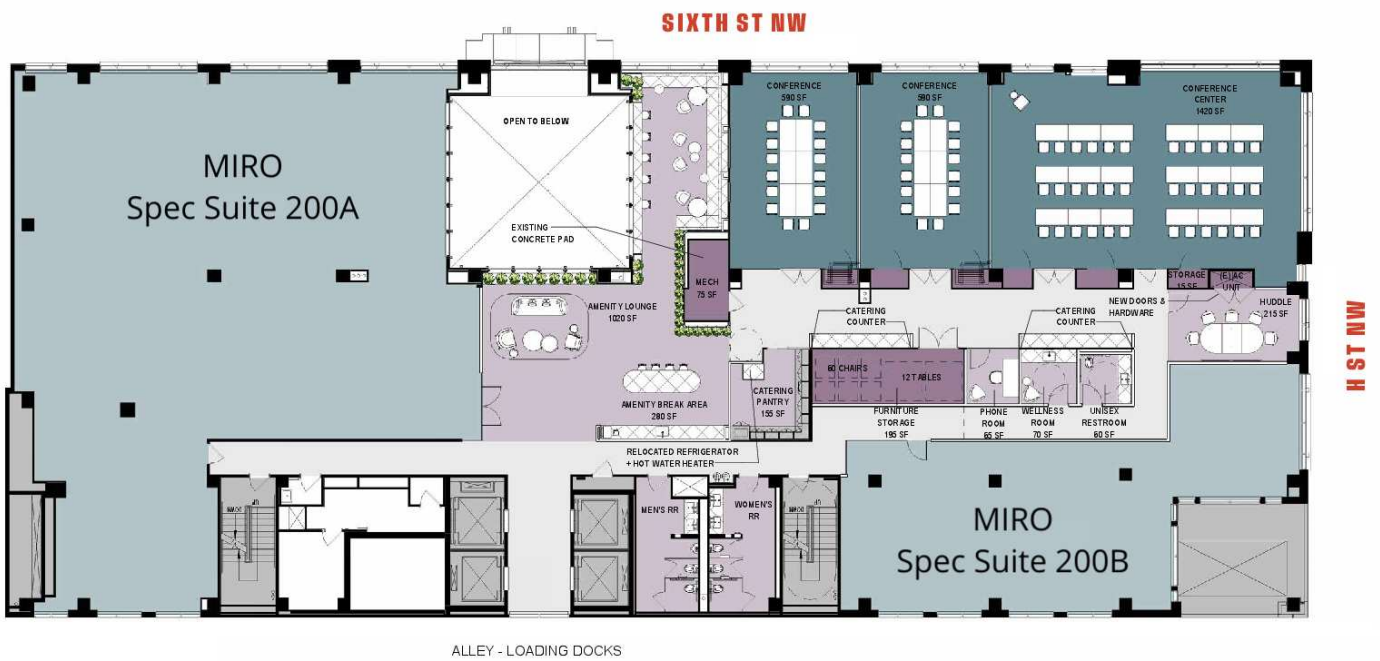 SIXTH ST NW
CONFERENCE
590 SF
CONFERENCE
590 SF
CONFERENCE
CENTER
1420 SF
OPEN TO BELOW
MIRO
Spec Suite 200A
EXISTING
CONCRETE PAD
MECH
75 SF
STORAGE
15 SF
(E) AC
UNIT
AMENITY LOUNGE
1020 SF
CATERING
COUNTER
CATERING
COUNTER
NEW DOORS &
HARDWARE
HUDDLE
215 SF
H ST NW
60 CHAIRS
12 TABLES
CATERING
PANTRY
155 SF
AMENITY BREAK AREA
280 SF
FURNITURE
STORAGE
195 SF
PHONE
ROOM
65 SF
WELLNESS
ROOM
70 SF
UNISEX
RESTROOM
60 SF
RELOCATED REFRIGERATOR
+ HOT WATER HEATER
UP
DOWN
MEN'S RR
WOMEN'S
RR
UP
DOWN
MIRO
Spec Suite 200B
ALLEY - LOADING DOCKS